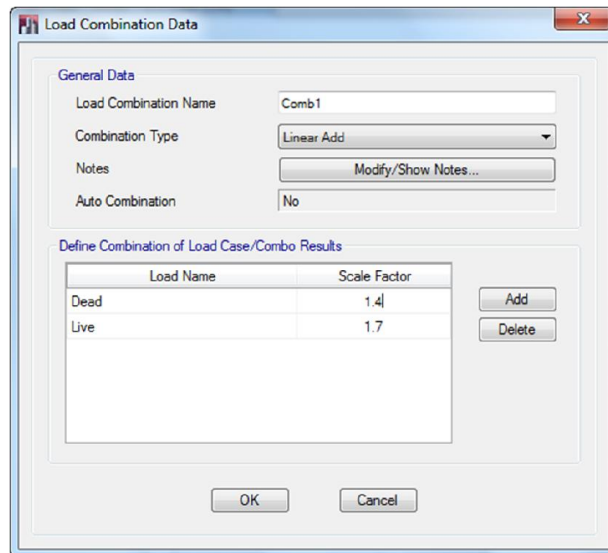 Load Combination Data
General Data
Load Combination Name Comb1
Combination Type Linear Add
Notes Modify/Show Notes...
Auto Combination No
Define Combination of Load Case/Combo Results
Load Name Scale Factor
Dead 1.4 Add
Live 1.7 Delete
OK Cancel